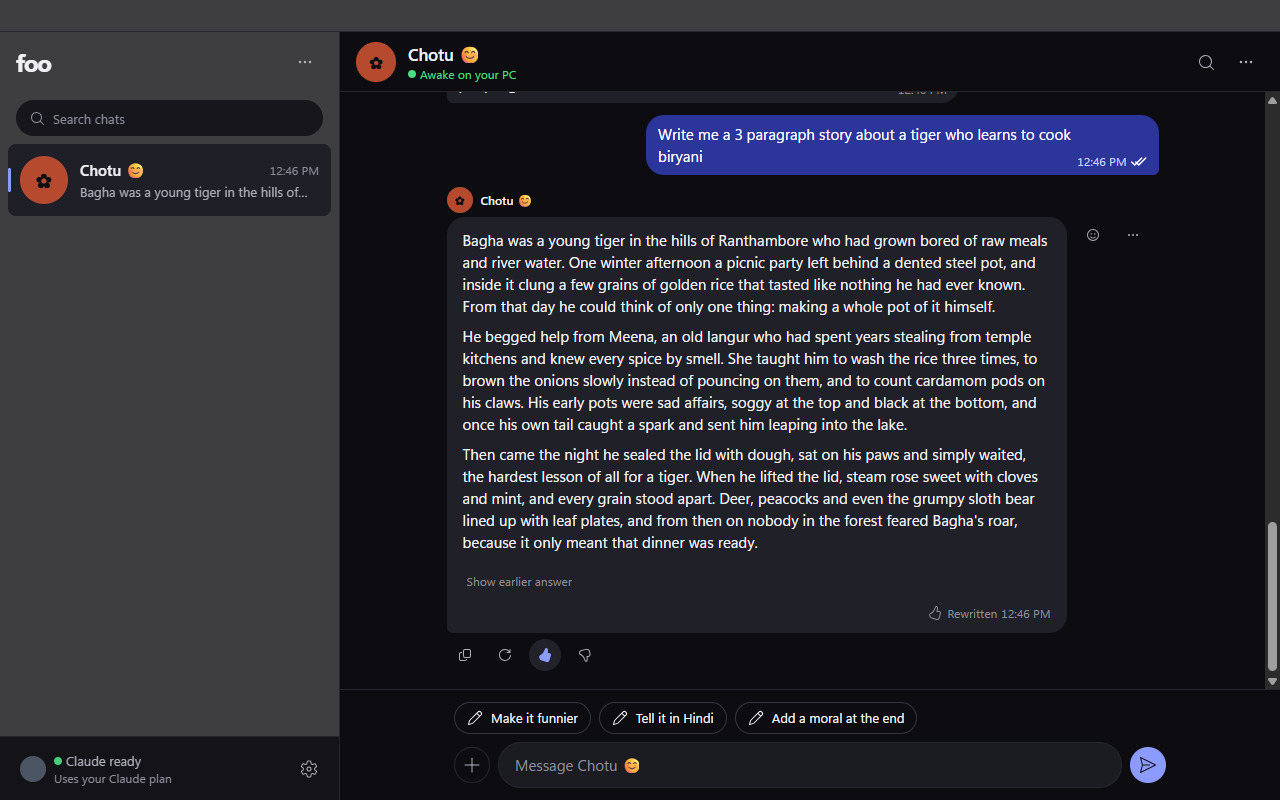 foo
Search chats
Chotu 😊
12:46 PM
Bagha was a young tiger in the hills of...
Claude ready
Uses your Claude plan
Chotu 😊
Awake on your PC
Write me a 3 paragraph story about a tiger who learns to cook
biryani
12:46 PM
Chotu 😊
Bagha was a young tiger in the hills of Ranthambore who had grown bored of raw meals
and river water. One winter afternoon a picnic party left behind a dented steel pot, and
inside it clung a few grains of golden rice that tasted like nothing he had ever known.
From that day he could think of only one thing: making a whole pot of it himself.
He begged help from Meena, an old langur who had spent years stealing from temple
kitchens and knew every spice by smell. She taught him to wash the rice three times, to
brown the onions slowly instead of pouncing on them, and to count cardamom pods on
his claws. His early pots were sad affairs, soggy at the top and black at the bottom, and
once his own tail caught a spark and sent him leaping into the lake.
Then came the night he sealed the lid with dough, sat on his paws and simply waited,
the hardest lesson of all for a tiger. When he lifted the lid, steam rose sweet with cloves
and mint, and every grain stood apart. Deer, peacocks and even the grumpy sloth bear
lined up with leaf plates, and from then on nobody in the forest feared Bagha's roar,
because it only meant that dinner was ready.
Show earlier answer
Rewritten 12:46 PM
Make it funnier
Tell it in Hindi
Add a moral at the end
Message Chotu 😊